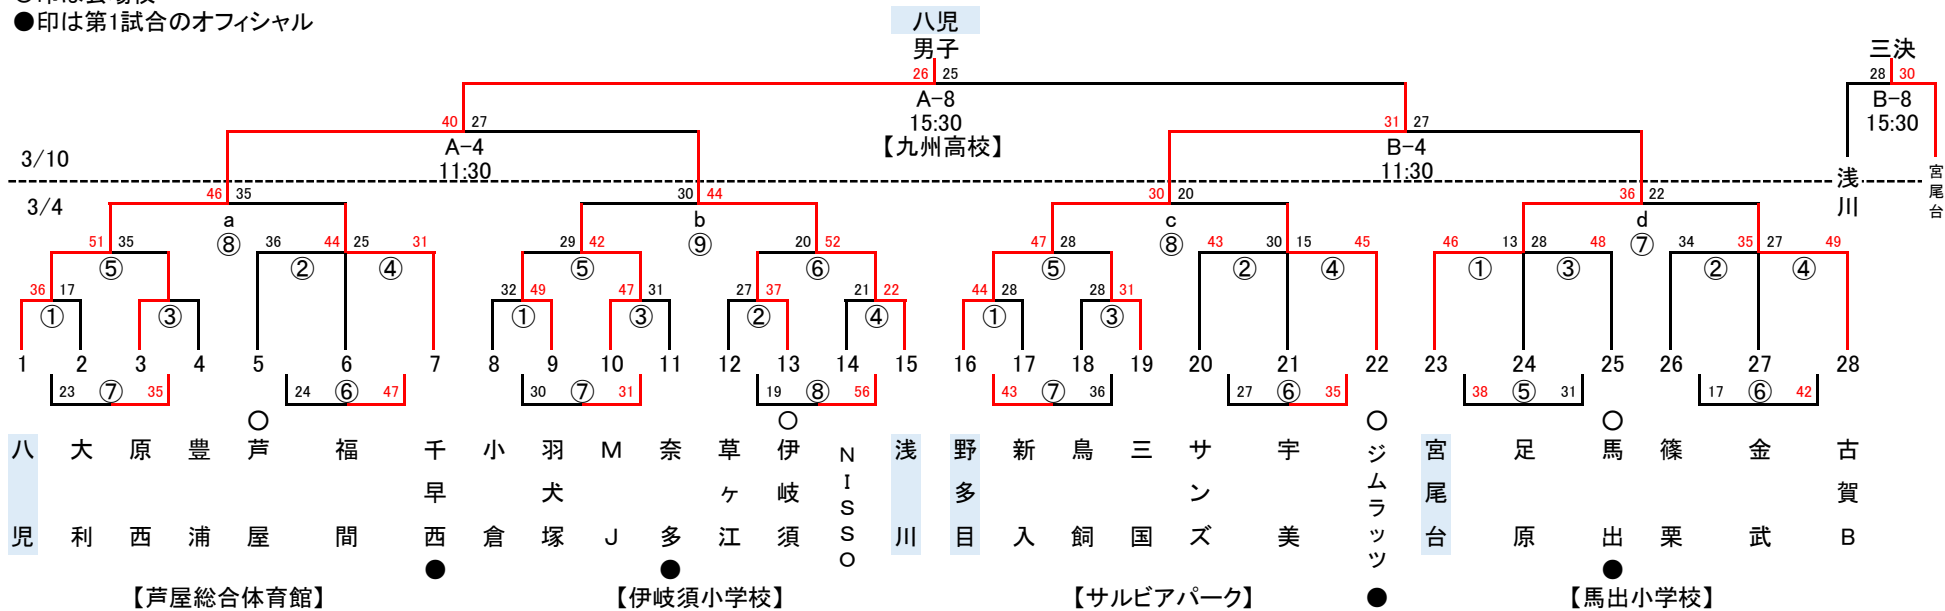 ●印は第1試合のオフィシャル
八児
男子
三決
26 25
28 30
A-8
15:30
【九州高校】
B-8
15:30
40 27
31 27
A-4
11:30
B-4
11:30
3/10
浅川
宮尾台
3/4
46 35
30 44
30 20
36 22
a
⑧
b
⑨
c
⑧
d
⑦
51 35
36 44 25 31
29 42
20 52
47 28
43 30 15 45
46 13 28 48
34 35 27 49
⑤ ② ④ ⑤ ⑥ ⑤ ② ④ ① ③ ② ④
36 17
32 49
47 31
27 37
21 22
44 28
28 31
① ③ ① ③ ② ④ ① ③
1 2 3 4 5 6 7 8 9 10 11 12 13 14 15 16 17 18 19 20 21 22 23 24 25 26 27 28
23 ⑦ 35
24 ⑥ 47
30 ⑦ 31
19 ⑧ 56
43 ⑦ 36
27 ⑥ 35
38 ⑤ 31
17 ⑥ 42
○ ○ ○ ○
八児
大利
原西
豊浦
芦屋
福間
千早西
小倉
羽犬塚
MJ
奈多
草ヶ江
伊岐須
NISSO
浅川
野多目
新入
鳥飼
三国
サンズ
宇美
ジムラッツ
宮尾台
足原
馬出
篠栗
金武
古賀B
● ● ● ●
【芦屋総合体育館】
【伊岐須小学校】
【サルビアパーク】
【馬出小学校】